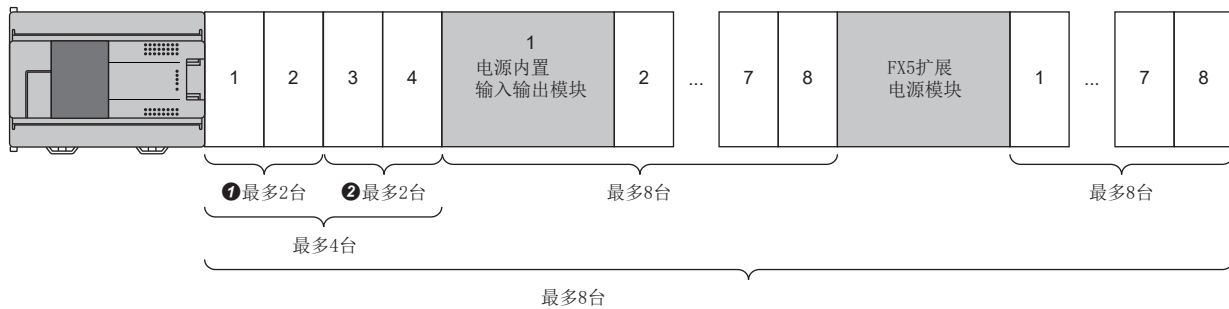 1 2 3 4 1 2 ... 7 8 FX5扩展 1 ... 7 8
电源内置 电源模块
输入输出模块
❶最多2台 ❷最多2台 最多8台 最多8台
最多4台
最多8台